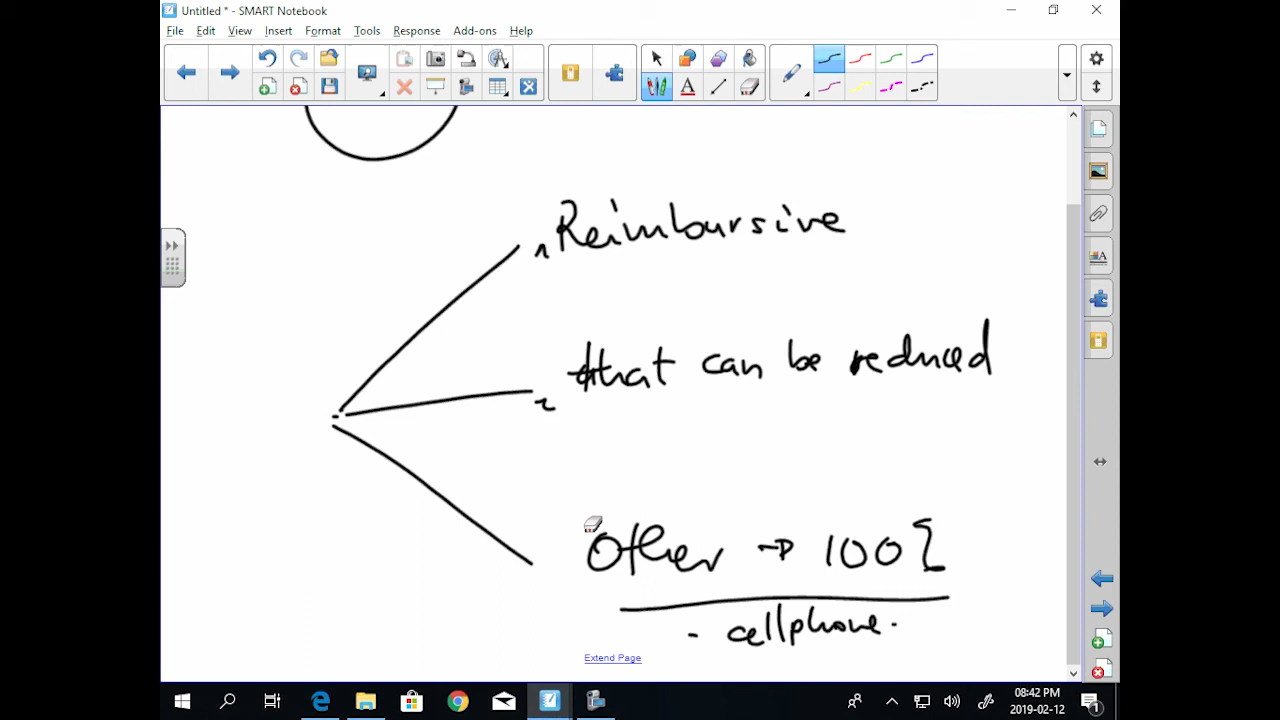 Untitled * - SMART Notebook
File Edit View Insert Format Tools Response Add-ons Help
1 Reimbursive
2 that can be reduced
Other → 100
- cellphone.
Extend Page
08:42 PM
2019-02-12